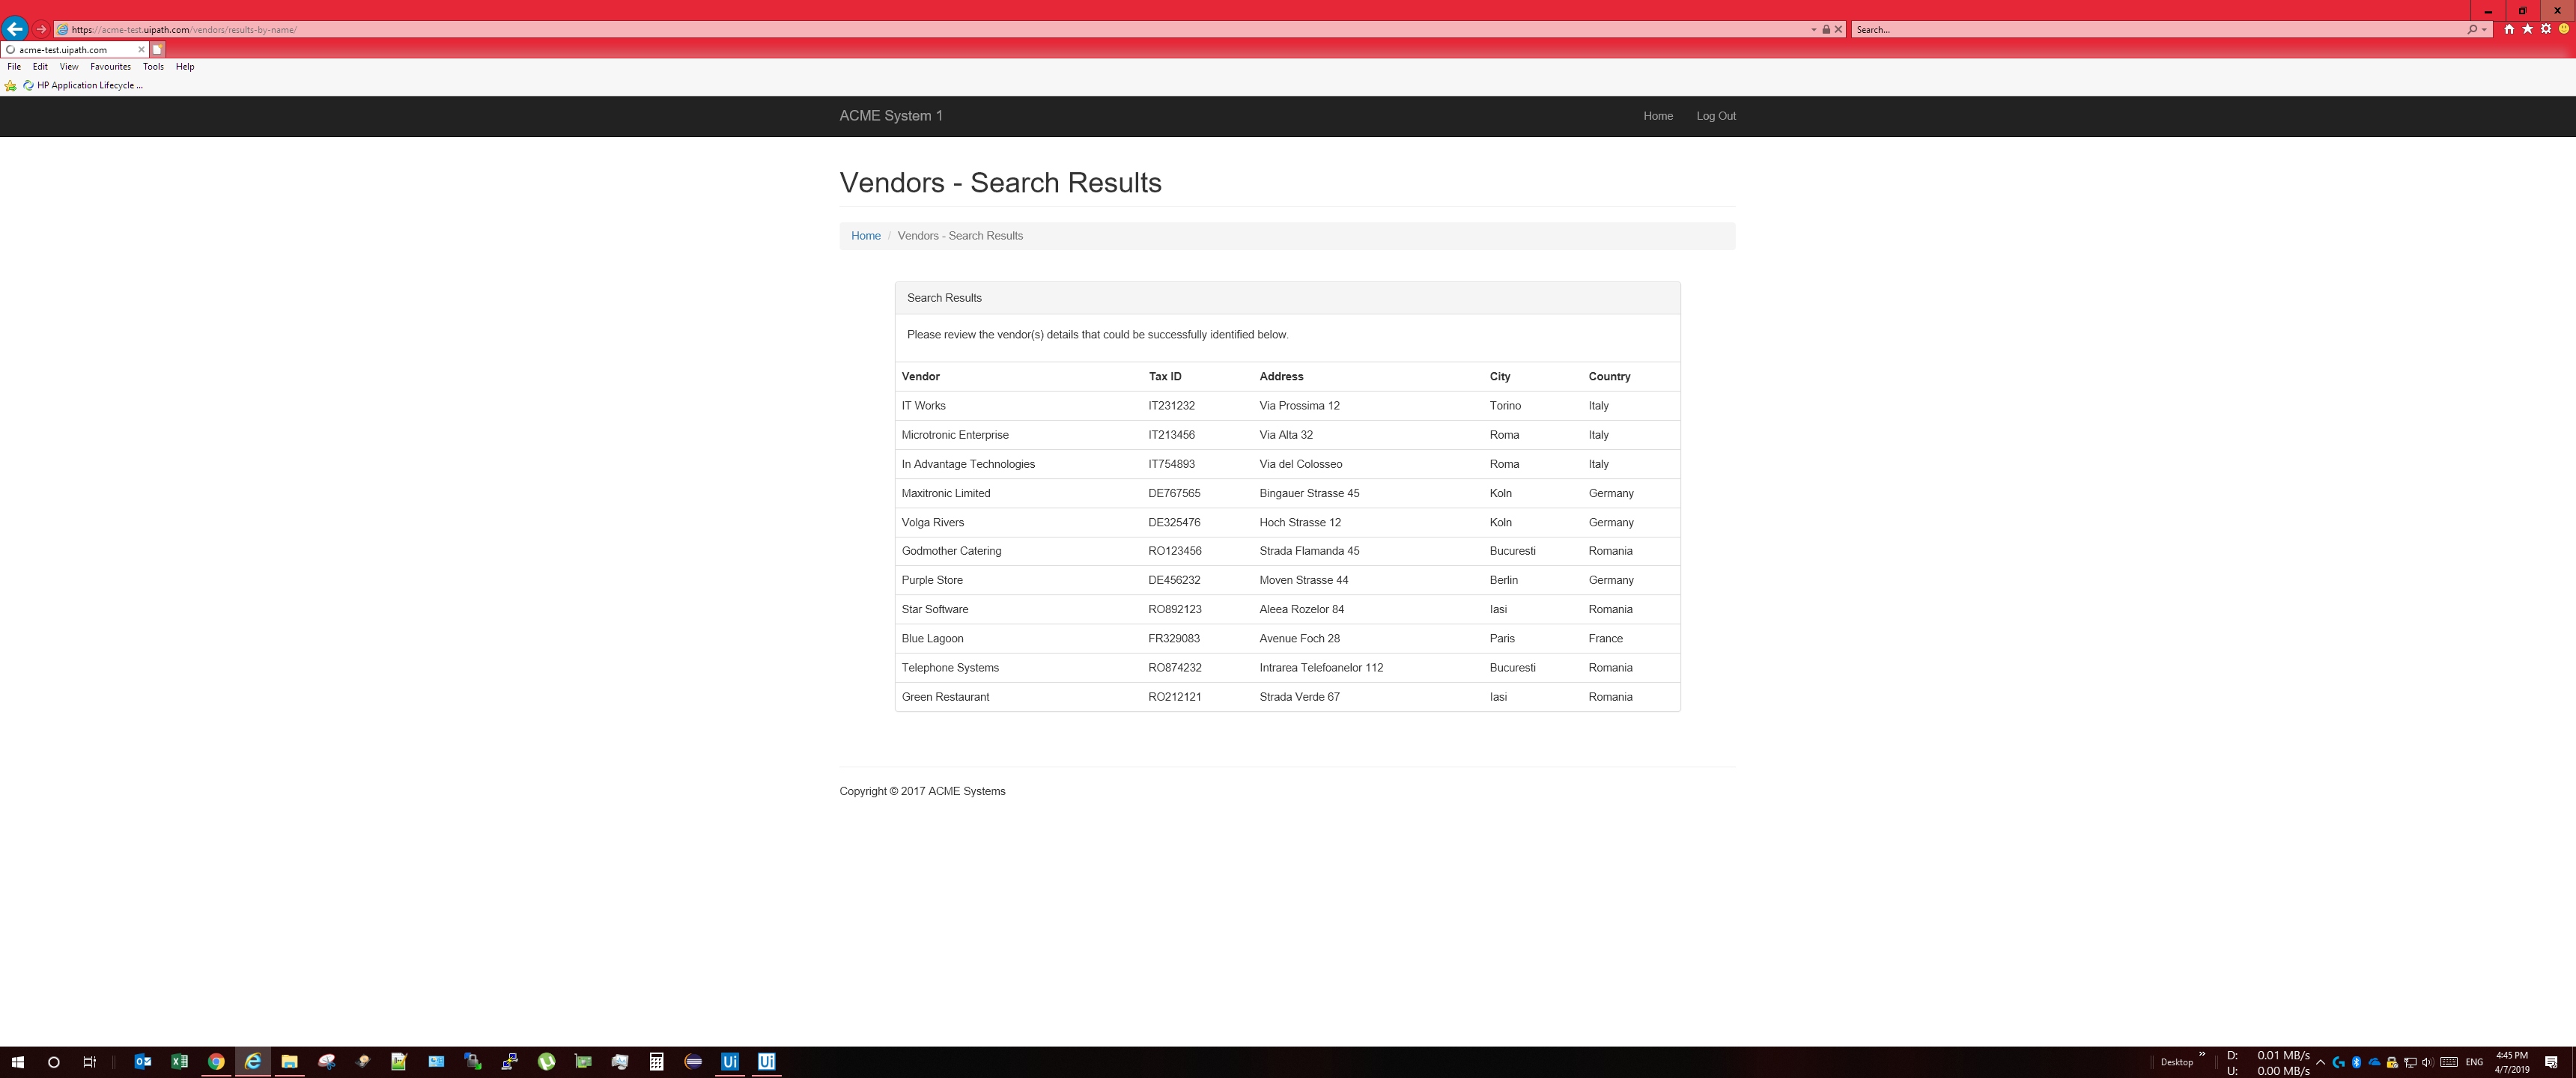 https://acme-test.uipath.com/vendors/results-by-name/
Search...
acme-test.uipath.com
File Edit View Favourites Tools Help
HP Application Lifecycle ...
ACME System 1 Home Log Out
Vendors - Search Results
Home / Vendors - Search Results
Search Results
Please review the vendor(s) details that could be successfully identified below.
Vendor Tax ID Address City Country
IT Works IT231232 Via Prossima 12 Torino Italy
Microtronic Enterprise IT213456 Via Alta 32 Roma Italy
In Advantage Technologies IT754893 Via del Colosseo Roma Italy
Maxitronic Limited DE767565 Bingauer Strasse 45 Koln Germany
Volga Rivers DE325476 Hoch Strasse 12 Koln Germany
Godmother Catering RO123456 Strada Flamanda 45 Bucuresti Romania
Purple Store DE456232 Moven Strasse 44 Berlin Germany
Star Software RO892123 Aleea Rozelor 84 Iasi Romania
Blue Lagoon FR329083 Avenue Foch 28 Paris France
Telephone Systems RO874232 Intrarea Telefoanelor 112 Bucuresti Romania
Green Restaurant RO212121 Strada Verde 67 Iasi Romania
Copyright © 2017 ACME Systems
Ui Ui
Desktop
D: 0.01 MB/s
U: 0.00 MB/s
ENG
4:45 PM
4/7/2019